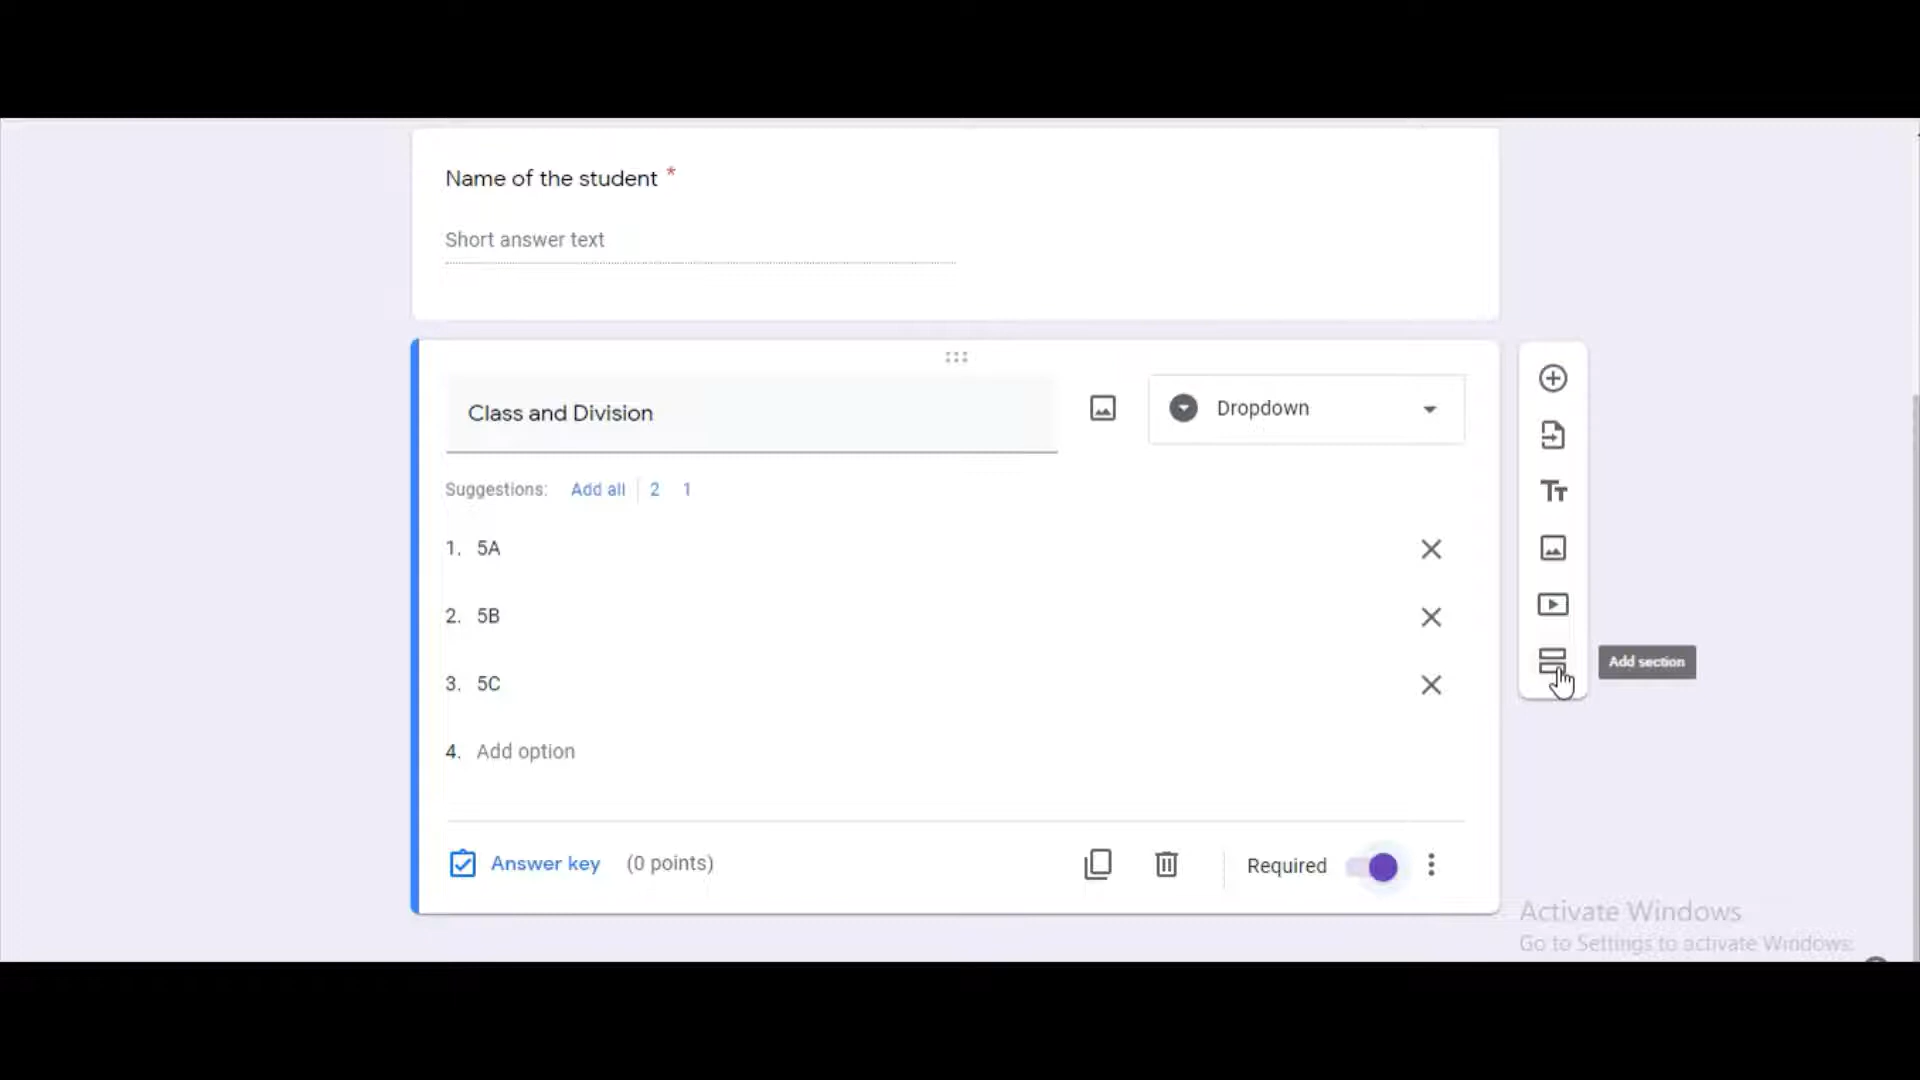 Name of the student *
Short answer text
Class and Division
Dropdown
Suggestions: Add all 2 1
1. 5A
2. 5B
3. 5C
4. Add option
Add section
Answer key (0 points)
Required
Activate Windows
Go to Settings to activate Windows.